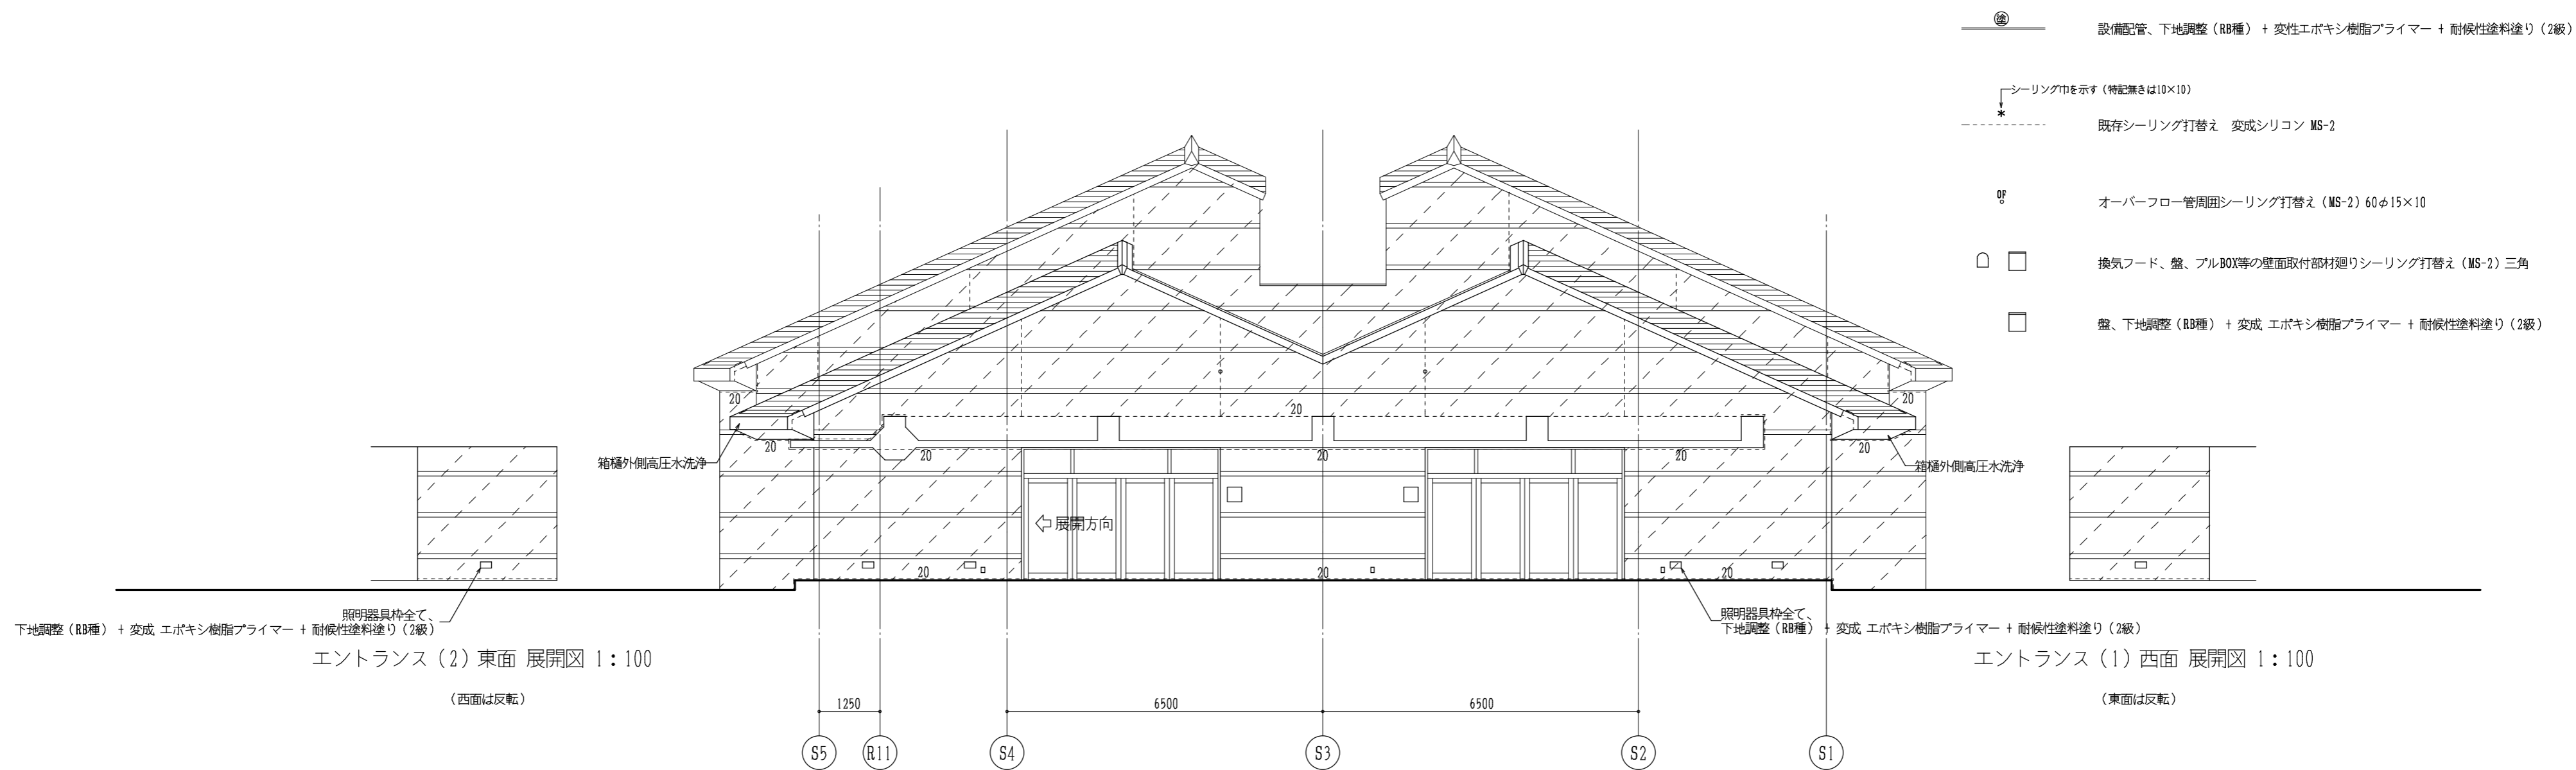 塗
設備配管、下地調整（RB種） + 変性エポキシ樹脂プライマー + 耐候性塗料塗り（2級）
シーリング巾を示す（特記無きは10×10）
*
既存シーリング打替え　変成シリコン MS-2
OF
オーバーフロー管周囲シーリング打替え（MS-2）60φ15×10
換気フード、盤、プルBOX等の壁面取付部材廻りシーリング打替え（MS-2）三角
盤、下地調整（RB種） + 変成 エポキシ樹脂プライマー + 耐候性塗料塗り（2級）
20
20
20
20
20
20
20
20
20
箱樋外側高圧水洗浄
箱樋外側高圧水洗浄
展開方向
20
20
20
照明器具枠全て、
下地調整（RB種） + 変成 エポキシ樹脂プライマー + 耐候性塗料塗り（2級）
照明器具枠全て、
下地調整（RB種） + 変成 エポキシ樹脂プライマー + 耐候性塗料塗り（2級）
エントランス（2）東面 展開図 1：100
（西面は反転）
エントランス（1）西面 展開図 1：100
（東面は反転）
1250
6500
6500
S5
R11
S4
S3
S2
S1